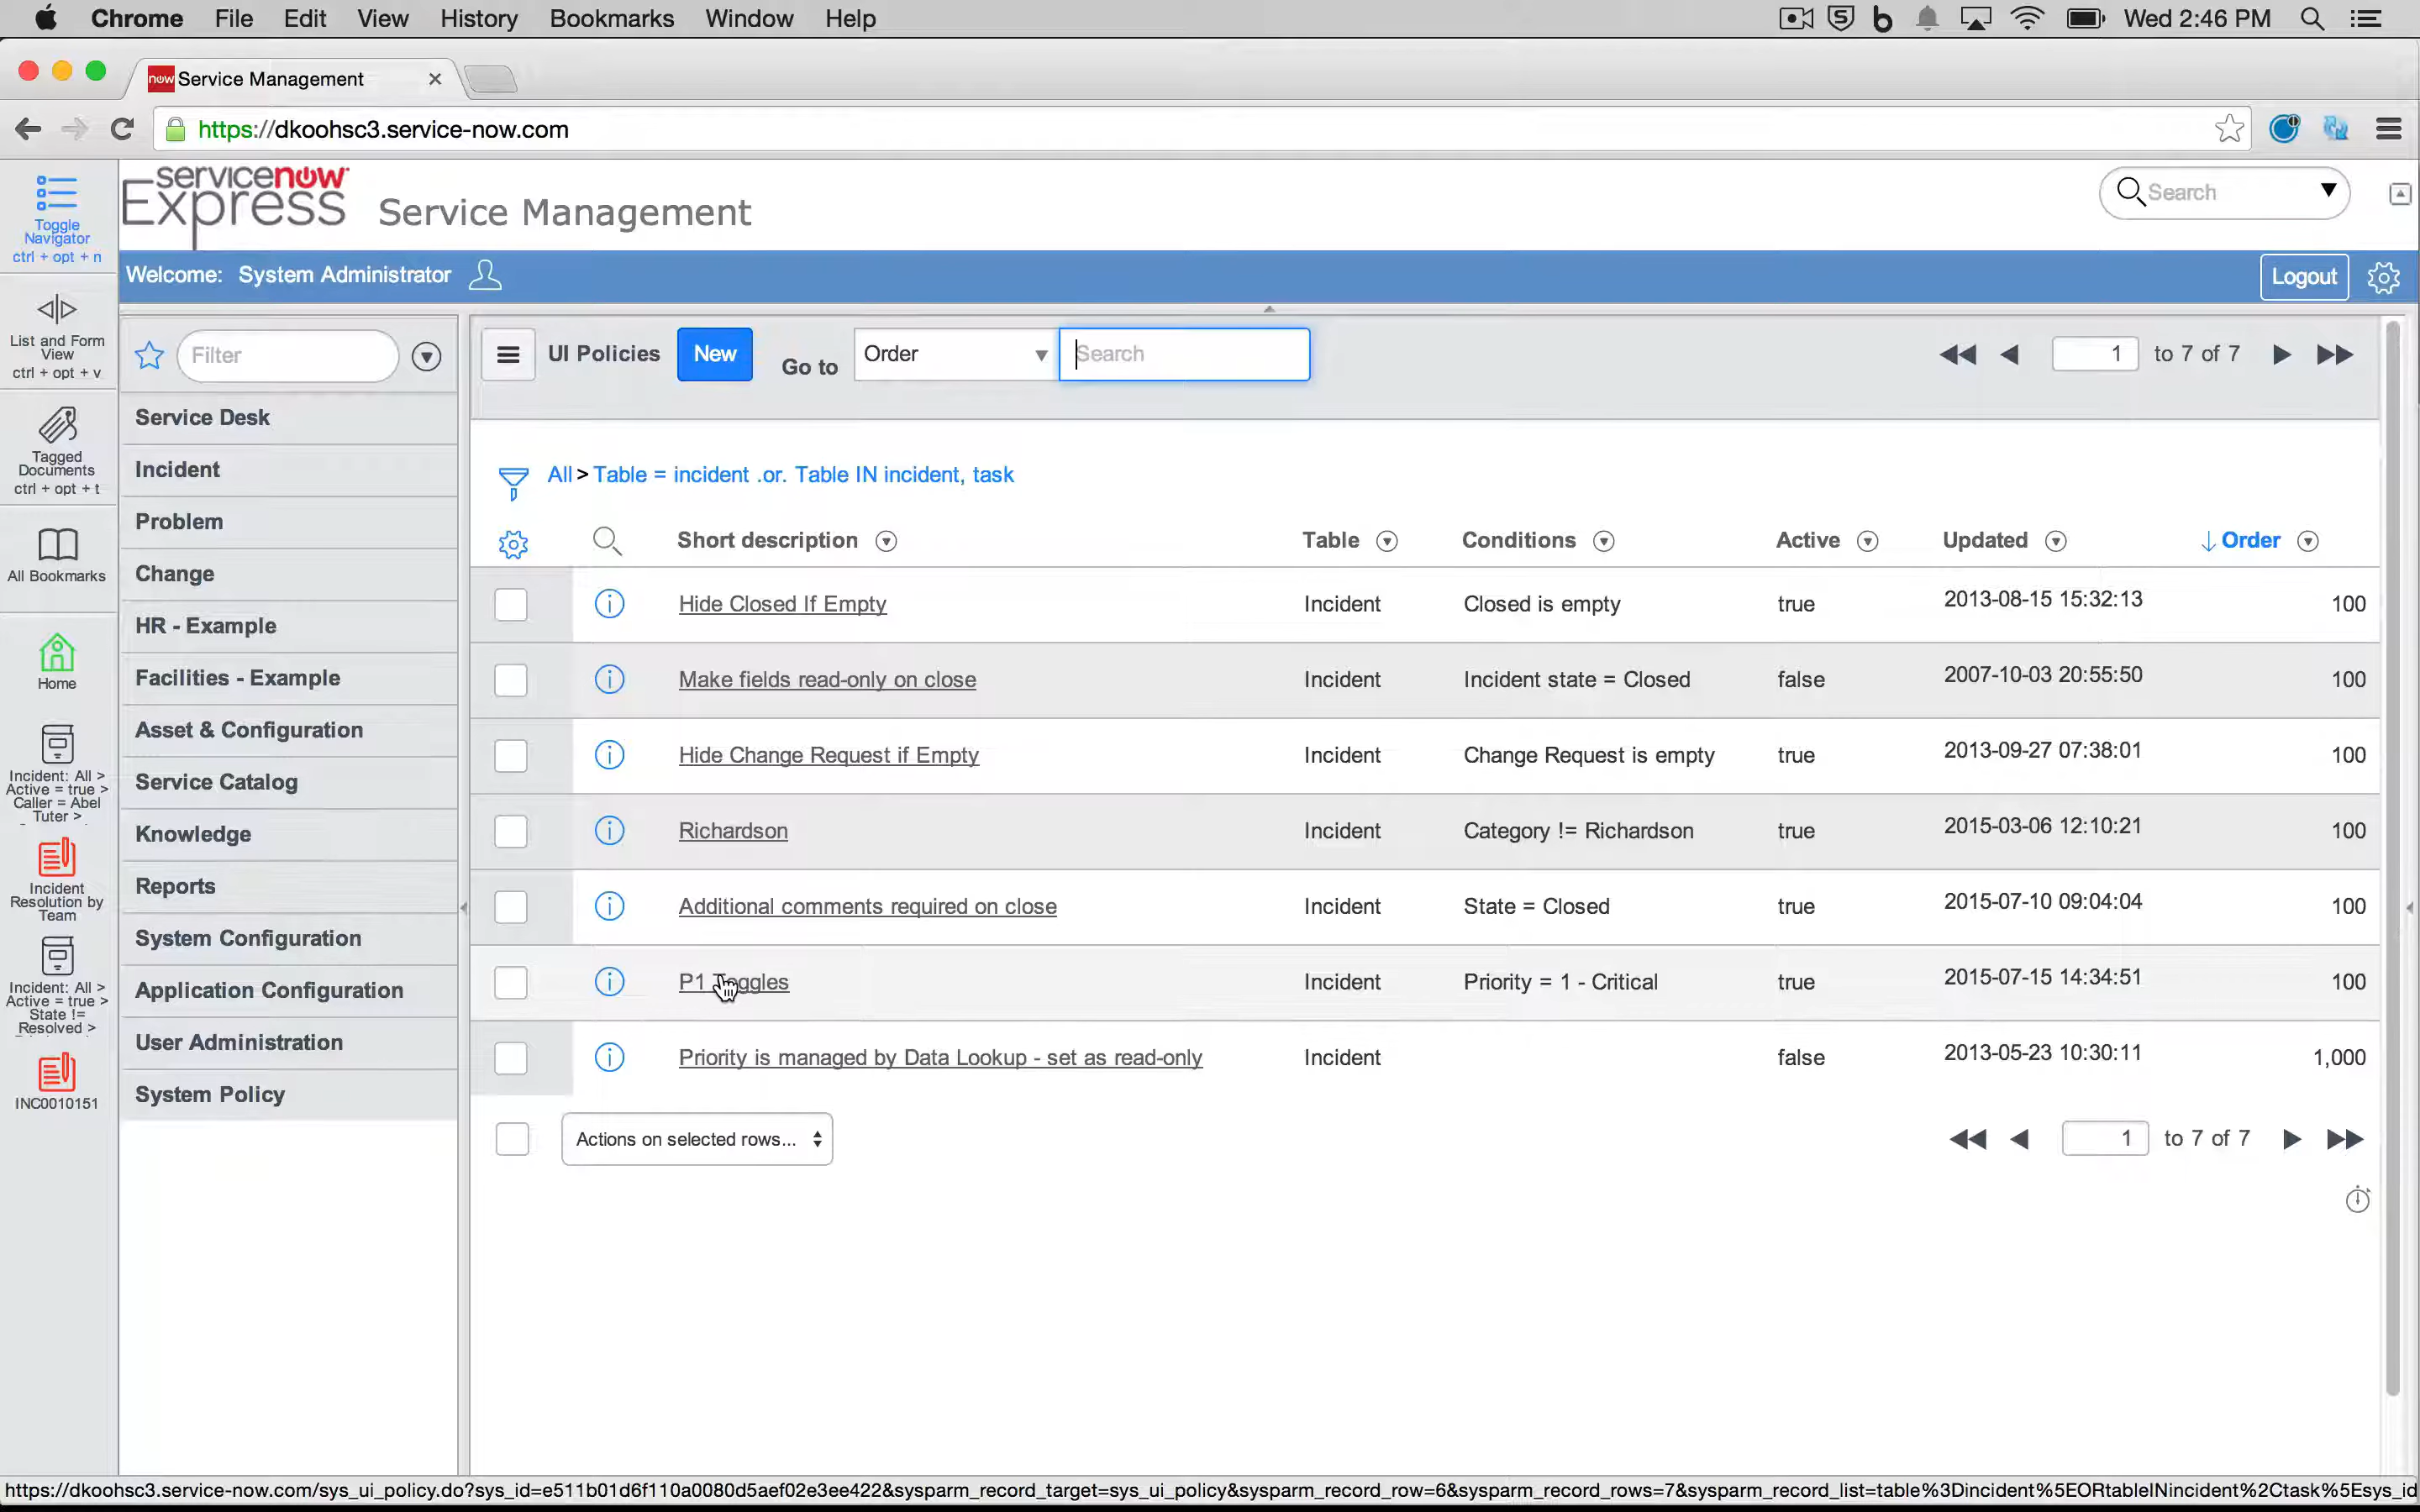 Chrome File Edit View History Bookmarks Window Help Wed 2:46 PM
now Service Management
https://dkoohsc3.service-now.com
servicenow
Express Service Management
Search
Welcome: System Administrator Logout
Toggle
Navigator
ctrl + opt + n
List and Form
View
ctrl + opt + v
Tagged
Documents
ctrl + opt + t
All Bookmarks
Home
Incident: All >
Active = true >
Caller = Abel
Tuter >
Incident
Resolution by
Team
Incident: All >
Active = true >
State !=
Resolved >
INC0010151
Filter
Service Desk
Incident
Problem
Change
HR - Example
Facilities - Example
Asset & Configuration
Service Catalog
Knowledge
Reports
System Configuration
Application Configuration
User Administration
System Policy
UI Policies New Go to Order Search 1 to 7 of 7
All > Table = incident .or. Table IN incident, task
Short description Table Conditions Active Updated Order
Hide Closed If Empty Incident Closed is empty true 2013-08-15 15:32:13 100
Make fields read-only on close Incident Incident state = Closed false 2007-10-03 20:55:50 100
Hide Change Request if Empty Incident Change Request is empty true 2013-09-27 07:38:01 100
Richardson Incident Category != Richardson true 2015-03-06 12:10:21 100
Additional comments required on close Incident State = Closed true 2015-07-10 09:04:04 100
P1 Toggles Incident Priority = 1 - Critical true 2015-07-15 14:34:51 100
Priority is managed by Data Lookup - set as read-only Incident false 2013-05-23 10:30:11 1,000
Actions on selected rows... 1 to 7 of 7
https://dkoohsc3.service-now.com/sys_ui_policy.do?sys_id=e511b01d6f110a0080d5aef02e3ee422&sysparm_record_target=sys_ui_policy&sysparm_record_row=6&sysparm_record_rows=7&sysparm_record_list=table%3Dincident%5EORtableINincident%2Ctask%5Esys_id